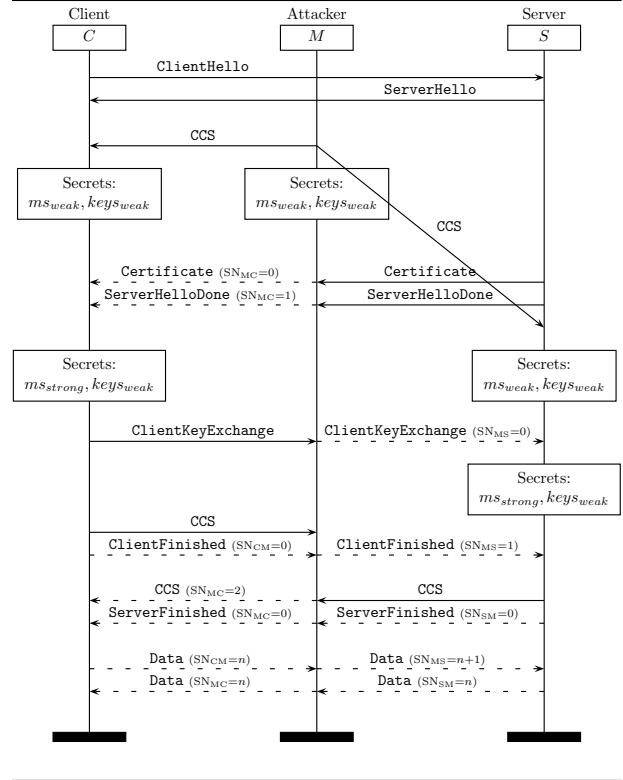 Client Attacker Server
C M S
ClientHello
ServerHello
CCS
Secrets: Secrets:
ms_weak, keys_weak ms_weak, keys_weak
CCS
Certificate (SN_MC=0) Certificate
ServerHelloDone (SN_MC=1) ServerHelloDone
Secrets: Secrets:
ms_strong, keys_weak ms_weak, keys_weak
ClientKeyExchange ClientKeyExchange (SN_MS=0)
Secrets:
ms_strong, keys_weak
CCS
ClientFinished (SN_CM=0) ClientFinished (SN_MS=1)
CCS (SN_MC=2) CCS
ServerFinished (SN_MC=0) ServerFinished (SN_SM=0)
Data (SN_CM=n) Data (SN_MS=n+1)
Data (SN_MC=n) Data (SN_SM=n)